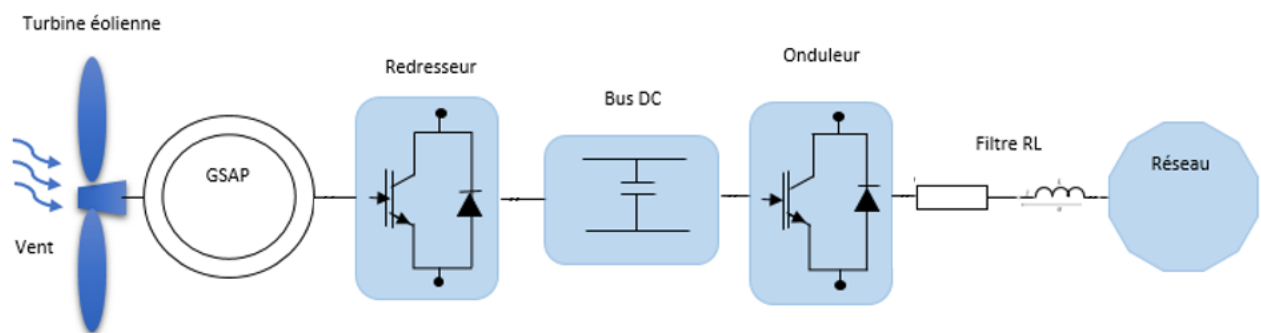 Turbine éolienne
Vent
GSAP
Redresseur
Bus DC
Onduleur
Filtre RL
Réseau